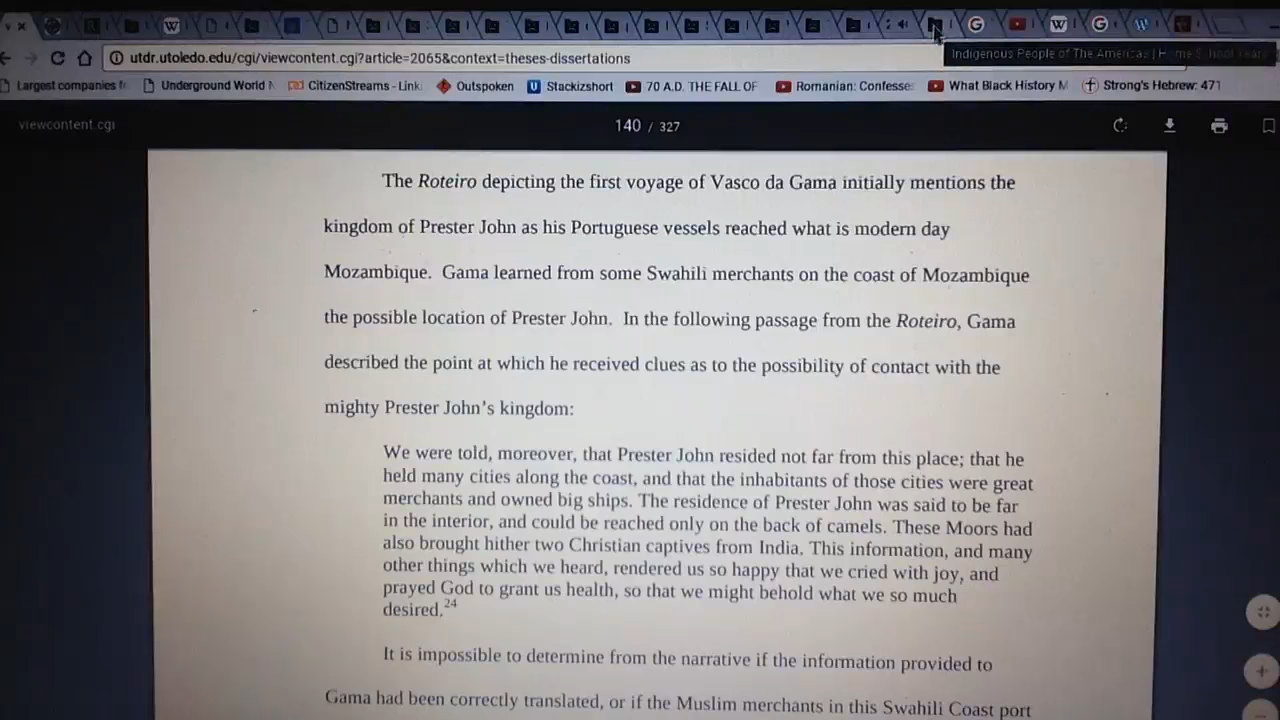 utdr.utoledo.edu/cgi/viewcontent.cgi?article=2065&context=theses-dissertations
Indigenous People of The Americas | Home School
Largest companies
Underground World
CitizenStreams - Link
Outspoken
Stackizshort
70 A.D. THE FALL OF
Romanian: Confesse
What Black History M
Strong's Hebrew: 471
viewcontent.cgi
140 / 327
The Roteiro depicting the first voyage of Vasco da Gama initially mentions the
kingdom of Prester John as his Portuguese vessels reached what is modern day
Mozambique. Gama learned from some Swahili merchants on the coast of Mozambique
the possible location of Prester John. In the following passage from the Roteiro, Gama
described the point at which he received clues as to the possibility of contact with the
mighty Prester John's kingdom:
We were told, moreover, that Prester John resided not far from this place; that he
held many cities along the coast, and that the inhabitants of those cities were great
merchants and owned big ships. The residence of Prester John was said to be far
in the interior, and could be reached only on the back of camels. These Moors had
also brought hither two Christian captives from India. This information, and many
other things which we heard, rendered us so happy that we cried with joy, and
prayed God to grant us health, so that we might behold what we so much
desired.24
It is impossible to determine from the narrative if the information provided to
Gama had been correctly translated, or if the Muslim merchants in this Swahili Coast port